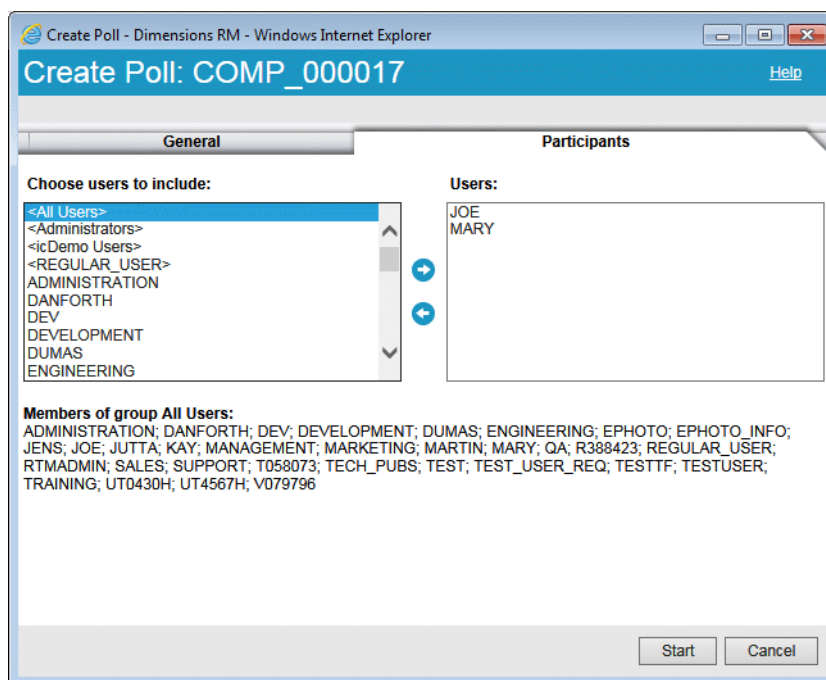 Create Poll - Dimensions RM - Windows Internet Explorer
Create Poll: COMP_000017
Help
General
Participants
Choose users to include:
Users:
<All Users>
<Administrators>
<icDemo Users>
<REGULAR_USER>
ADMINISTRATION
DANFORTH
DEV
DEVELOPMENT
DUMAS
ENGINEERING
JOE
MARY
Members of group All Users:
ADMINISTRATION; DANFORTH; DEV; DEVELOPMENT; DUMAS; ENGINEERING; EPHOTO; EPHOTO_INFO;
JENS; JOE; JUTTA; KAY; MANAGEMENT; MARKETING; MARTIN; MARY; QA; R388423; REGULAR_USER;
RTMADMIN; SALES; SUPPORT; T058073; TECH_PUBS; TEST; TEST_USER_REQ; TESTTF; TESTUSER;
TRAINING; UT0430H; UT4567H; V079796
Start
Cancel